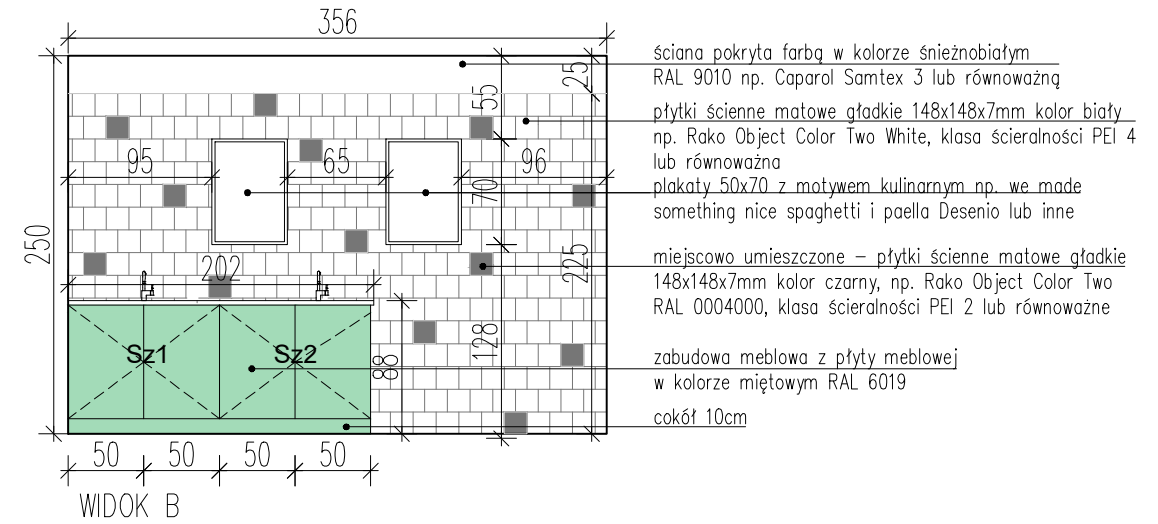 356
ściana pokryta farbą w kolorze śnieżnobiałym
RAL 9010 np. Caparol Samtex 3 lub równoważną
25
55
płytki ścienne matowe gładkie 148x148x7mm kolor biały
np. Rako Object Color Two White, klasa ścieralności PEI 4
lub równoważna
95
65
96
70
plakaty 50x70 z motywem kulinarnym np. we made
something nice spaghetti i paella Desenio lub inne
250
202
225
miejscowo umieszczone – płytki ścienne matowe gładkie
148x148x7mm kolor czarny, np. Rako Object Color Two
RAL 0004000, klasa ścieralności PEI 2 lub równoważne
Sz1
Sz2
88
128
zabudowa meblowa z płyty meblowej
w kolorze miętowym RAL 6019
cokół 10cm
50
50
50
50
WIDOK B